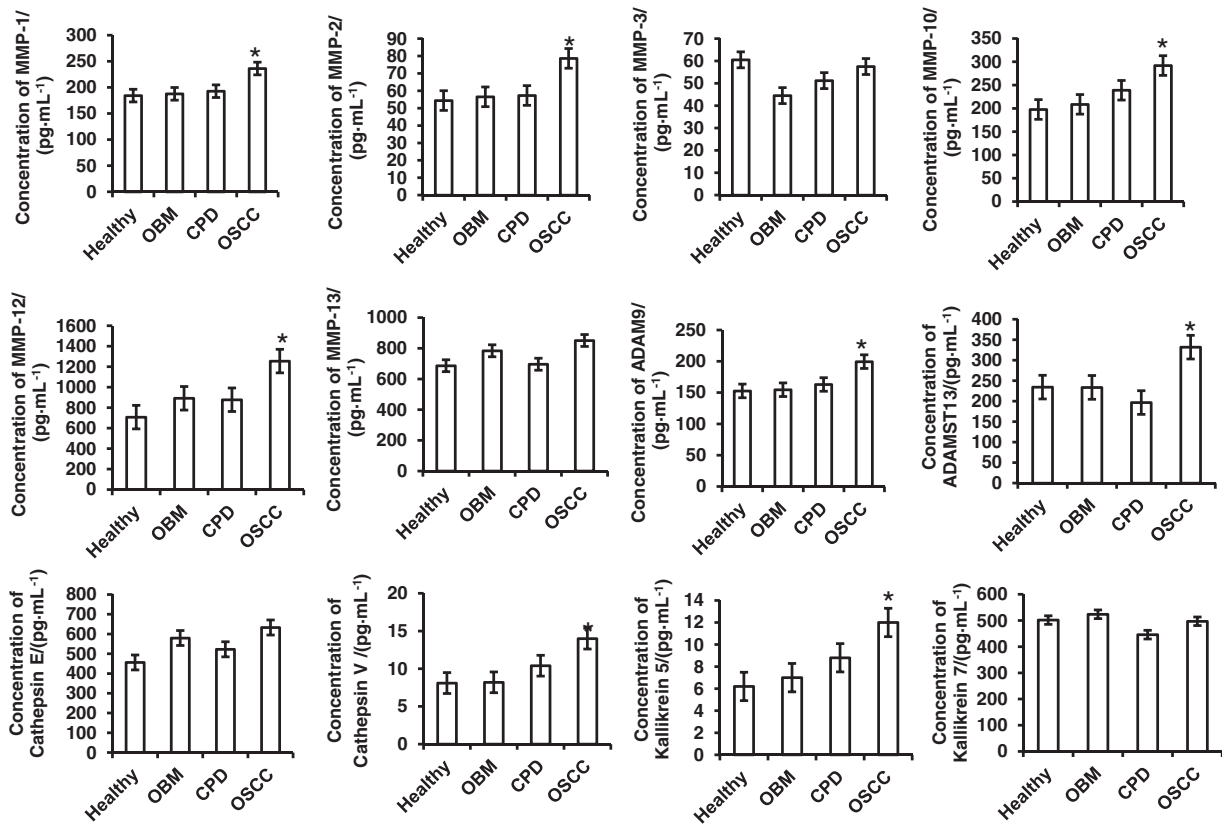 Concentration of MMP-1/
(pg·mL-1)
300
250
200
150
100
50
0
*
Healthy
OBM
CPD
OSCC
Concentration of MMP-2/
(pg·mL-1)
90
80
70
60
50
40
30
20
10
0
*
Healthy
OBM
CPD
OSCC
Concentration of MMP-3/
(pg·mL-1)
70
60
50
40
30
20
10
0
Healthy
OBM
CPD
OSCC
Concentration of MMP-10/
(pg·mL-1)
350
300
250
200
150
100
50
0
*
Healthy
OBM
CPD
OSCC
Concentration of MMP-12/
(pg·mL-1)
1600
1400
1200
1000
800
600
400
200
0
*
Healthy
OBM
CPD
OSCC
Concentration of MMP-13/
(pg·mL-1)
1000
800
600
400
200
0
Healthy
OBM
CPD
OSCC
Concentration of ADAM9/
(pg·mL-1)
250
200
150
100
50
0
*
Healthy
OBM
CPD
OSCC
Concentration of
ADAMST13/(pg·mL-1)
400
350
300
250
200
150
100
50
0
*
Healthy
OBM
CPD
OSCC
Concentration of
Cathepsin E/(pg·mL-1)
800
700
600
500
400
300
200
100
0
Healthy
OBM
CPD
OSCC
Concentration of
Cathepsin V /(pg·mL-1)
20
15
10
5
0
*
Healthy
OBM
CPD
OSCC
Concentration of
Kallikrein 5/(pg·mL-1)
14
12
10
8
6
4
2
0
*
Healthy
OBM
CPD
OSCC
Concentration of
Kallikrein 7/(pg·mL-1)
600
500
400
300
200
100
0
Healthy
OBM
CPD
OSCC